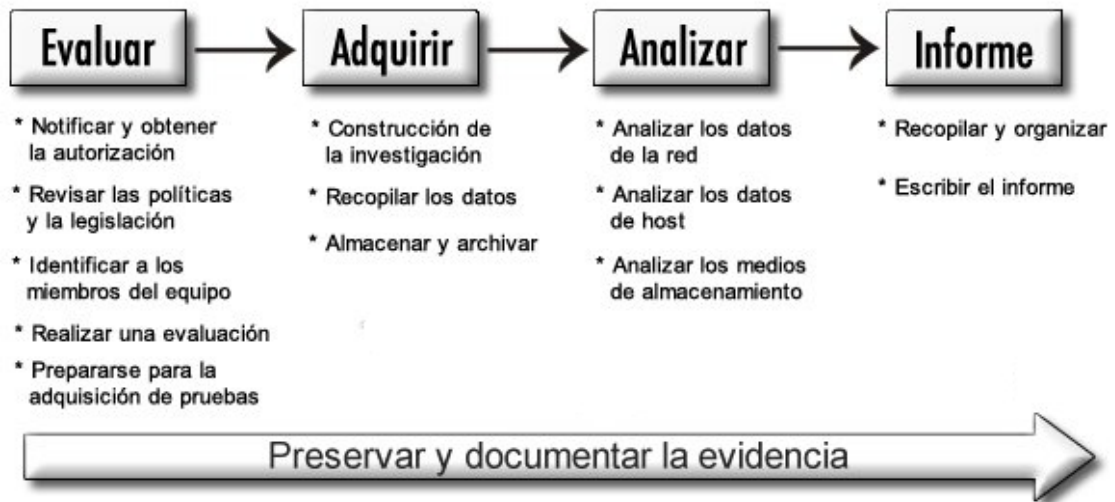 Evaluar
Adquirir
Analizar
Informe
* Notificar y obtener
la autorización
* Revisar las políticas
y la legislación
* Identificar a los
miembros del equipo
* Realizar una evaluación
* Prepararse para la
adquisición de pruebas
* Construcción de
la investigación
* Recopilar los datos
* Almacenar y archivar
* Analizar los datos
de la red
* Analizar los datos
de host
* Analizar los medios
de almacenamiento
* Recopilar y organizar
* Escribir el informe
Preservar y documentar la evidencia